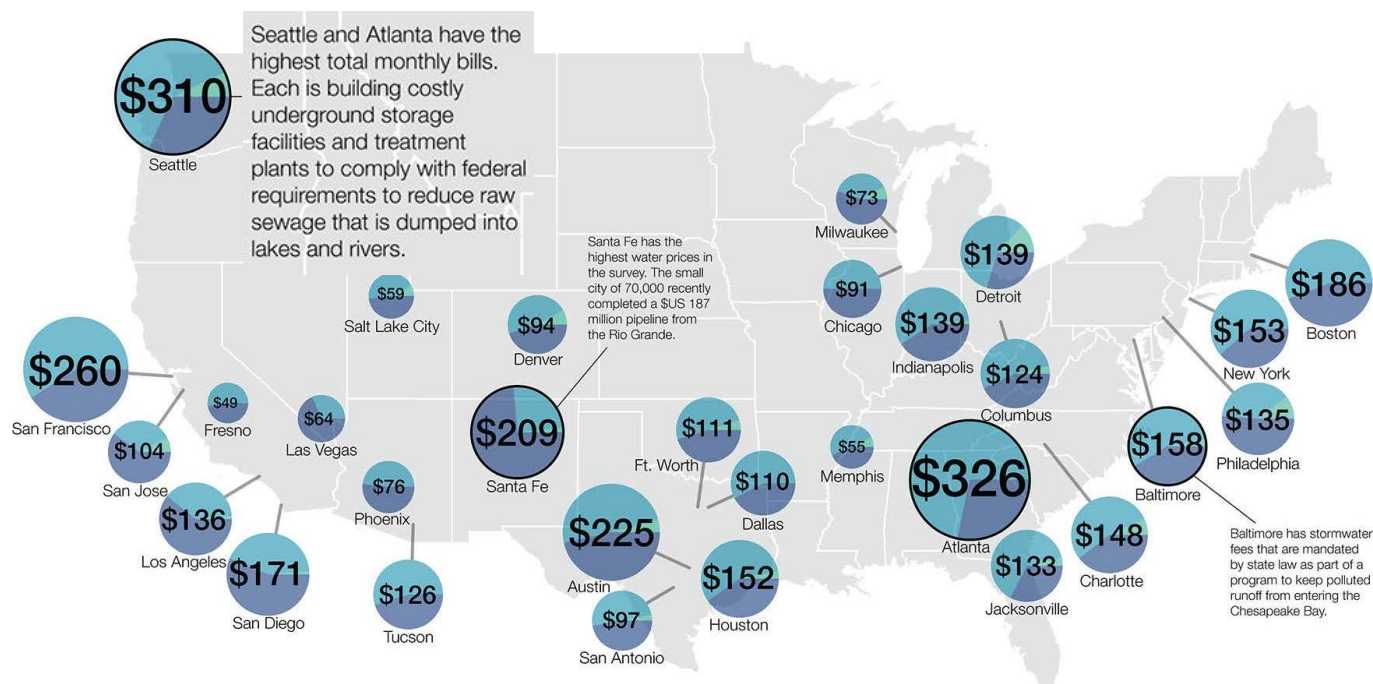 Seattle and Atlanta have the
highest total monthly bills.
Each is building costly
underground storage
facilities and treatment
plants to comply with federal
requirements to reduce raw
sewage that is dumped into
lakes and rivers.
$310
Seattle
$73
Milwaukee
$139
Detroit
$91
Chicago
$139
Indianapolis
$186
Boston
$153
New York
$59
Salt Lake City
$94
Denver
Santa Fe has the
highest water prices in
the survey. The small
city of 70,000 recently
completed a $US 187
million pipeline from
the Rio Grande.
$260
San Francisco
$49
Fresno
$64
Las Vegas
$209
Santa Fe
$111
Ft. Worth
$124
Columbus
$135
Philadelphia
$104
San Jose
$76
Phoenix
$110
Dallas
$55
Memphis
$326
Atlanta
$158
Baltimore
$136
Los Angeles
$171
San Diego
$126
Tucson
$225
Austin
$152
Houston
$97
San Antonio
$133
Jacksonville
$148
Charlotte
Baltimore has stormwater
fees that are mandated
by state law as part of a
program to keep polluted
runoff from entering the
Chesapeake Bay.